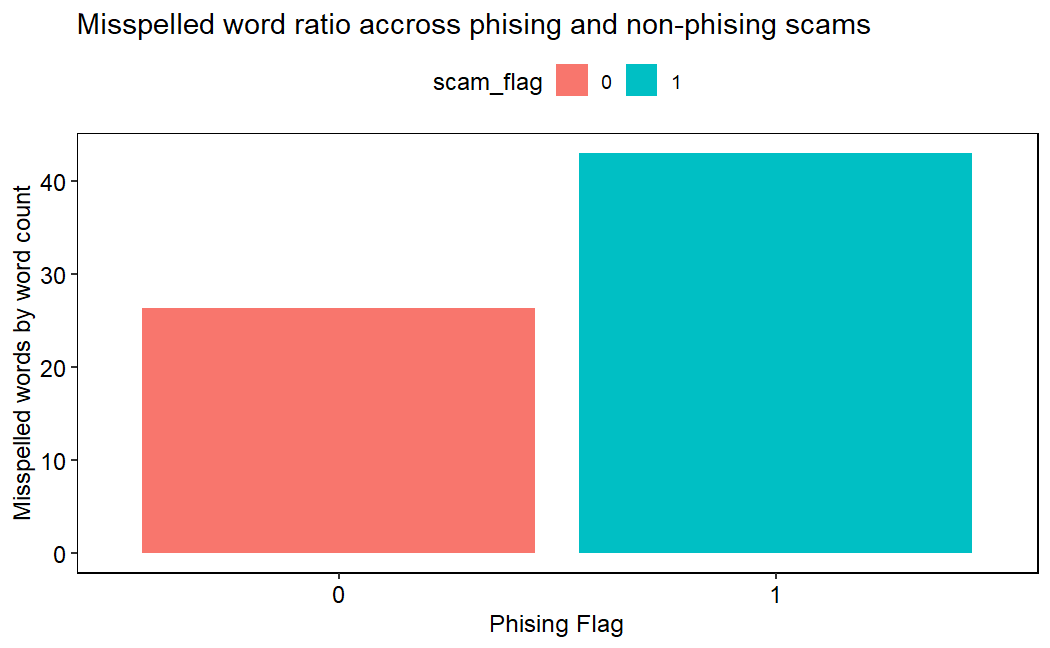 Misspelled word ratio accross phising and non-phising scams
scam_flag 0 1
Misspelled words by word count
40
30
20
10
0
0 1
Phising Flag